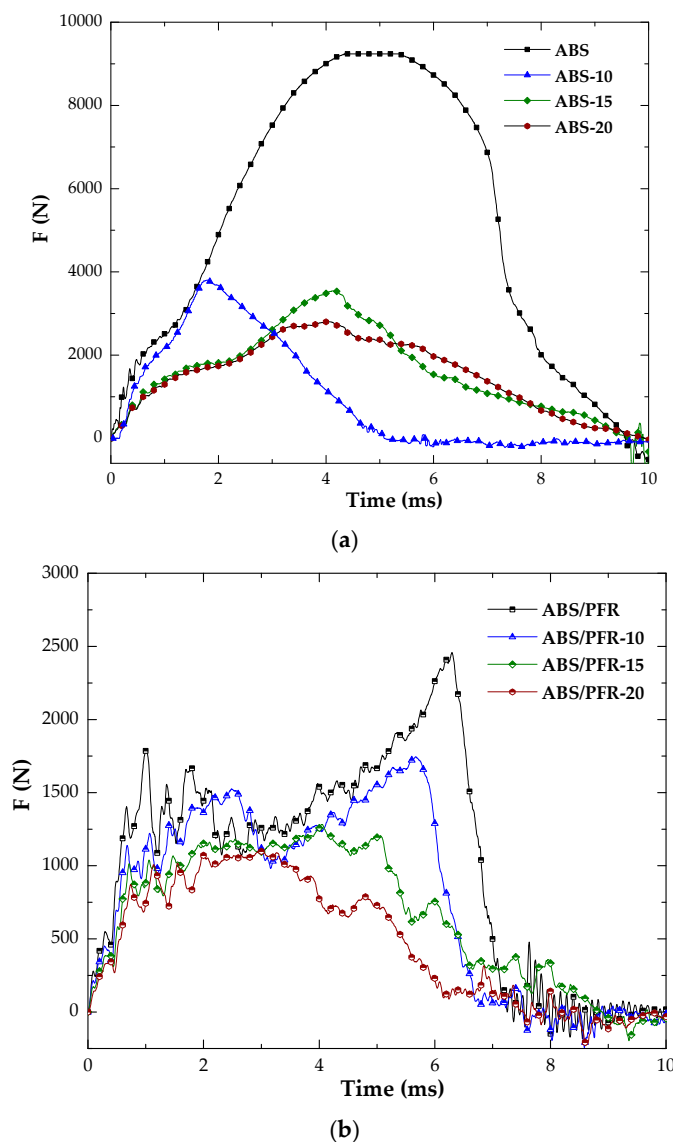 10000
8000
6000
4000
2000
0
F (N)
ABS
ABS-10
ABS-15
ABS-20
0 2 4 6 8 10
Time (ms)
(a)
3000
2500
2000
1500
1000
500
0
F (N)
ABS/PFR
ABS/PFR-10
ABS/PFR-15
ABS/PFR-20
0 2 4 6 8 10
Time (ms)
(b)